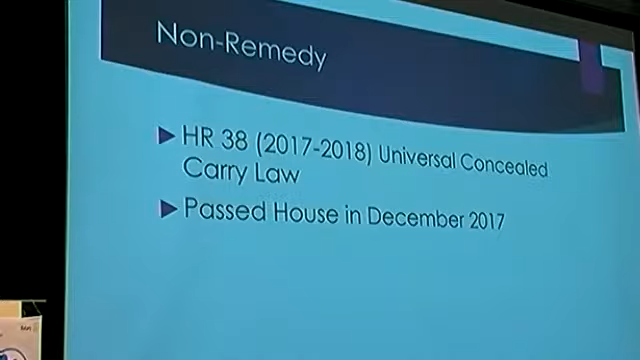 Non-Remedy
▶ HR 38 (2017-2018) Universal Concealed
Carry Law
▶ Passed House in December 2017